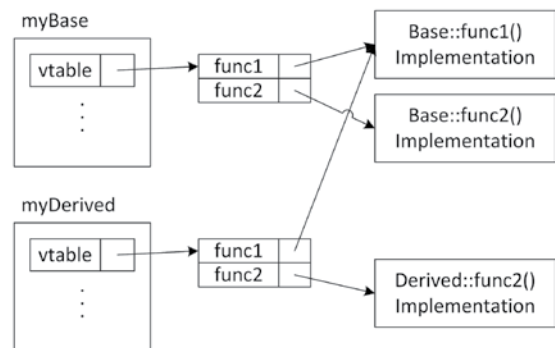 myBase
vtable
func1
func2
Base::func1()
Implementation
Base::func2()
Implementation
myDerived
vtable
func1
func2
Derived::func2()
Implementation